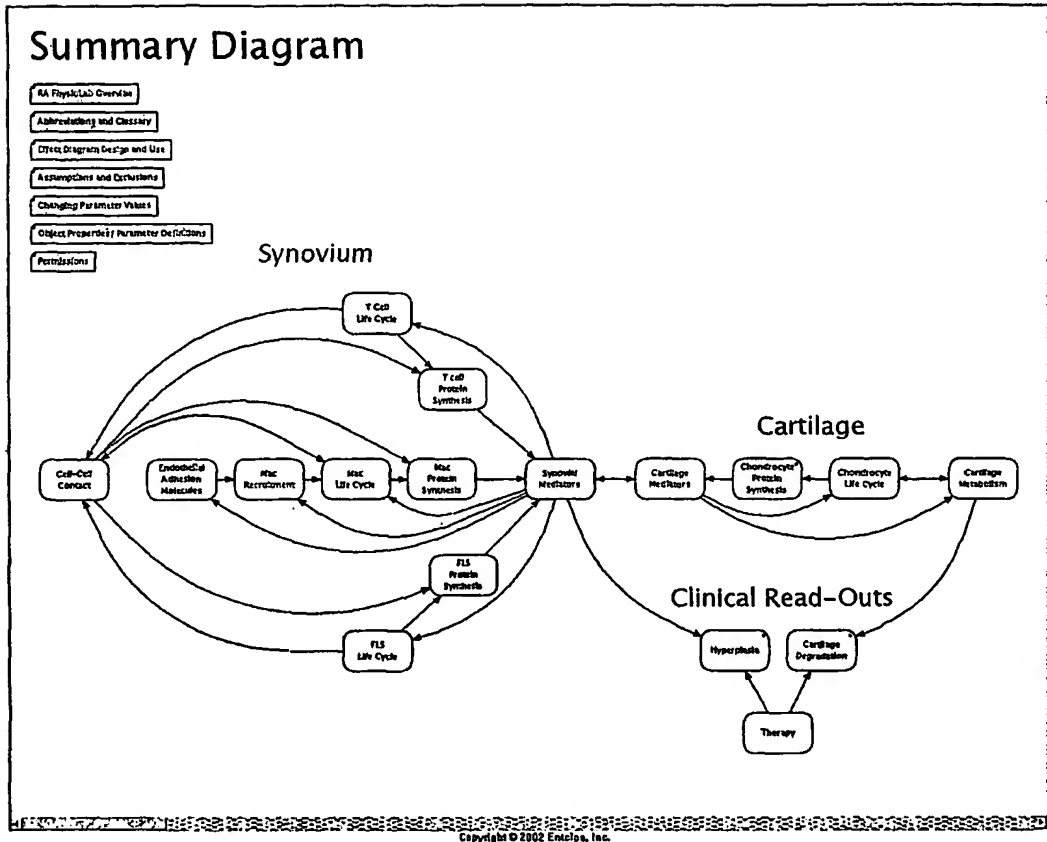 Summary Diagram
RA PhysioLab Overview
Abbreviations and Glossary
Effect Diagram Design and Use
Assumptions and Exclusions
Changing Parameter Values
Object Properties / Parameter Definitions
Permissions
Synovium
T Cell
Life Cycle
T cell
Protein
Synthesis
Cartilage
Cell-Cell
Contact
Endothelial
Adhesion
Molecules
Mac
Recruitment
Mac
Life Cycle
Mac
Protein
Synthesis
Synovial
Mediators
Cartilage
Mediators
Chondrocyte
Protein
Synthesis
Chondrocyte
Life Cycle
Cartilage
Metabolism
FLS
Protein
Synthesis
Clinical Read-Outs
FLS
Life Cycle
Hyperplasia
Cartilage
Degradation
Therapy
Copyright © 2002 Entelos, Inc.